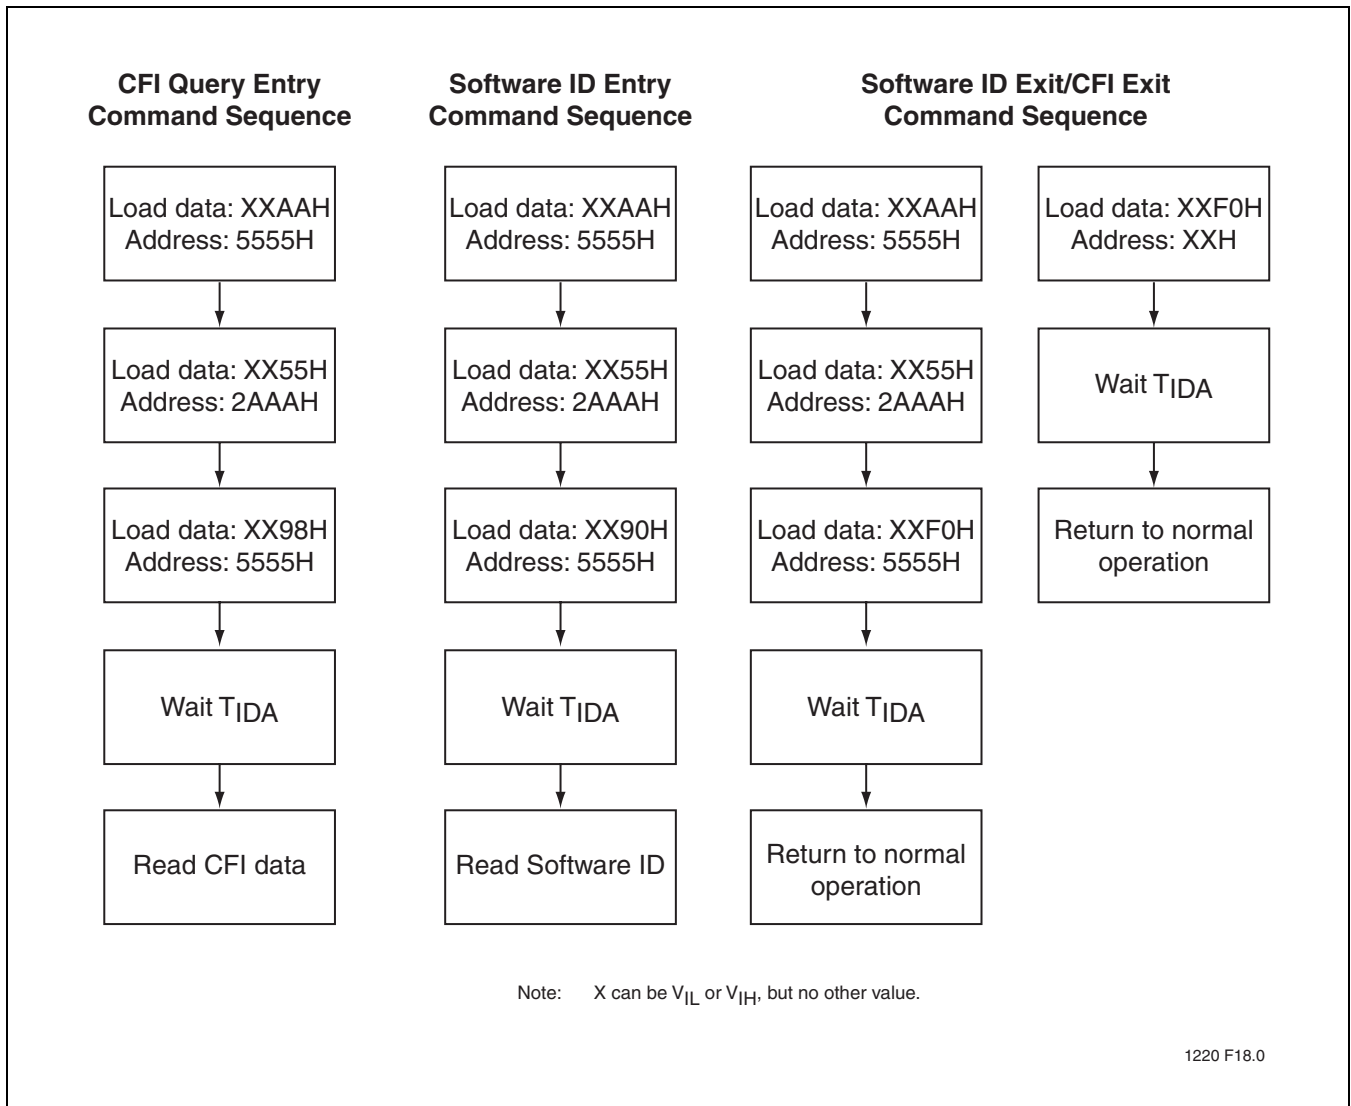 CFI Query Entry
Command Sequence
Load data: XXAAH
Address: 5555H
Load data: XX55H
Address: 2AAAH
Load data: XX98H
Address: 5555H
Wait TIDA
Read CFI data
Software ID Entry
Command Sequence
Load data: XXAAH
Address: 5555H
Load data: XX55H
Address: 2AAAH
Load data: XX90H
Address: 5555H
Wait TIDA
Read Software ID
Software ID Exit/CFI Exit
Command Sequence
Load data: XXAAH
Address: 5555H
Load data: XX55H
Address: 2AAAH
Load data: XXF0H
Address: 5555H
Wait TIDA
Return to normal
operation
Load data: XXF0H
Address: XXH
Wait TIDA
Return to normal
operation
Note: X can be VIL or VIH, but no other value.
1220 F18.0